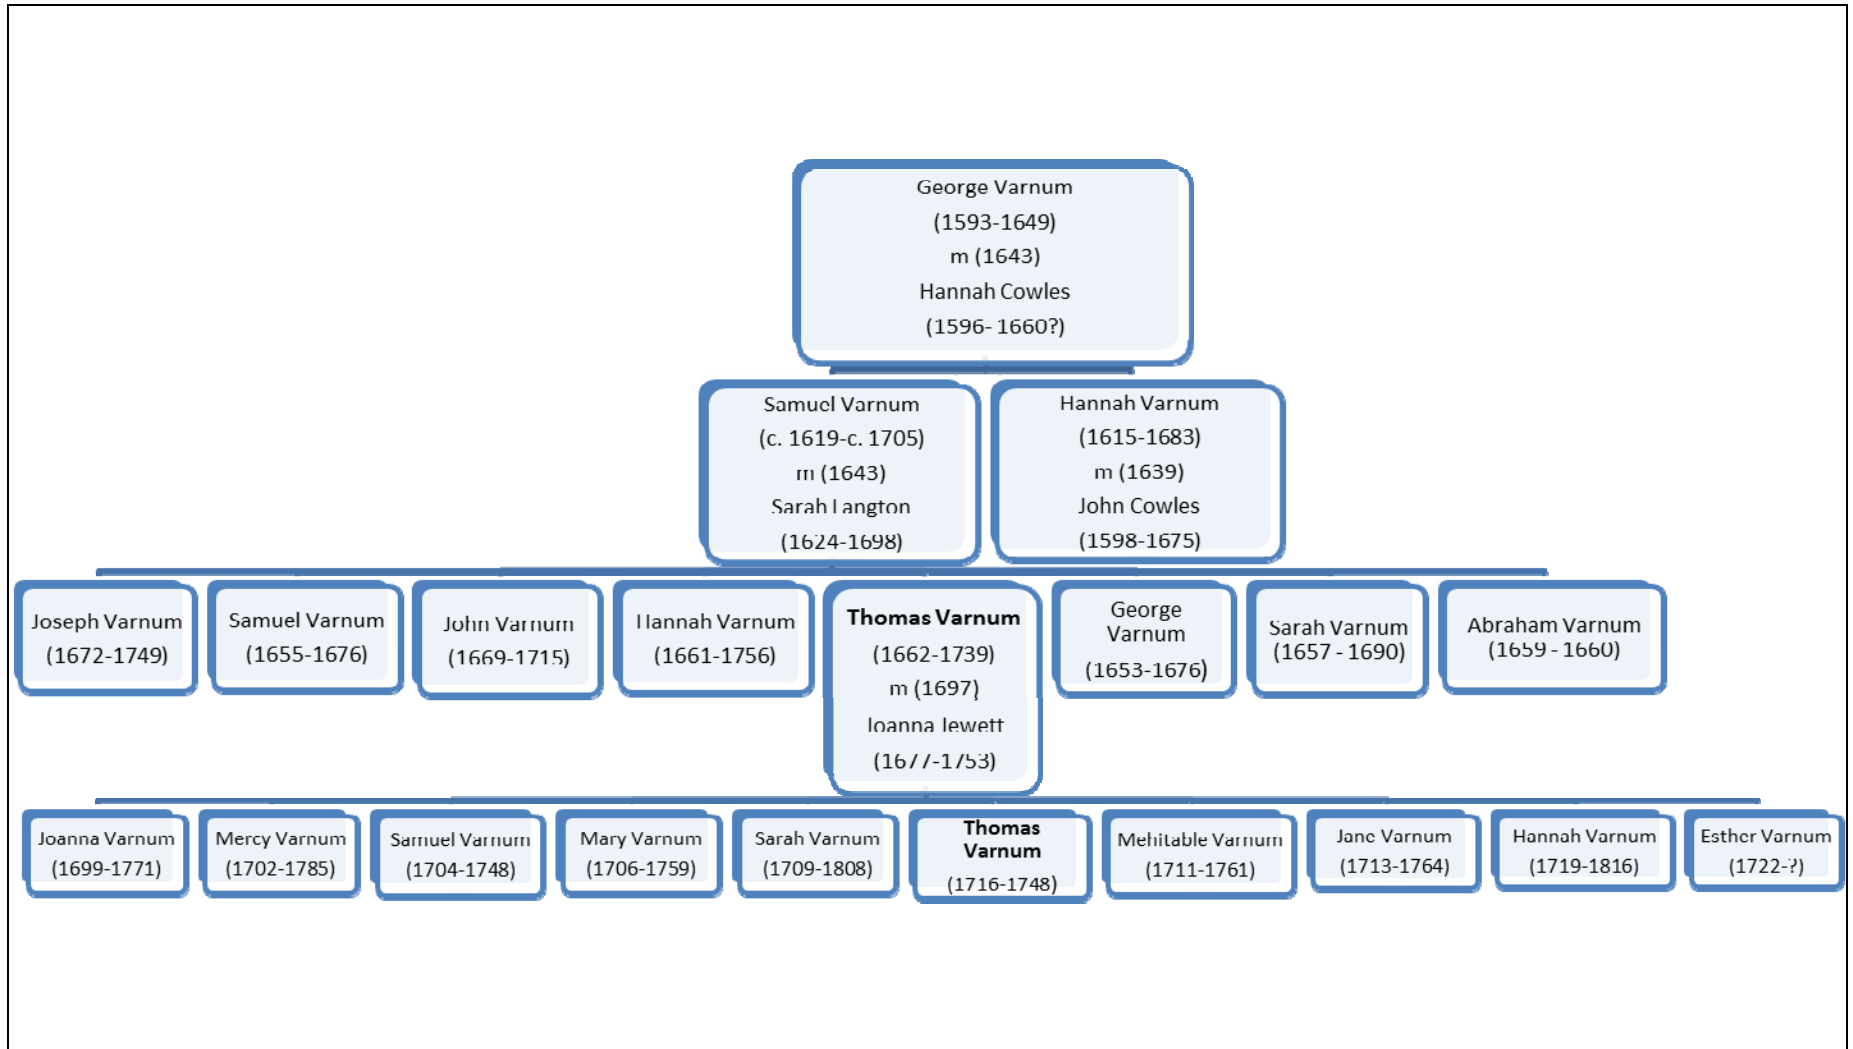 George Varnum
(1593-1649)
m (1643)
Hannah Cowles
(1596- 1660?)
Samuel Varnum
(c. 1619-c. 1705)
m (1643)
Sarah Langton
(1624-1698)
Hannah Varnum
(1615-1683)
m (1639)
John Cowles
(1598-1675)
Joseph Varnum
(1672-1749)
Samuel Varnum
(1655-1676)
John Varnum
(1669-1715)
Hannah Varnum
(1661-1756)
Thomas Varnum
(1662-1739)
m (1697)
Joanna Jewett
(1677-1753)
George
Varnum
(1653-1676)
Sarah Varnum
(1657 - 1690)
Abraham Varnum
(1659 - 1660)
Joanna Varnum
(1699-1771)
Mercy Varnum
(1702-1785)
Samuel Varnum
(1704-1748)
Mary Varnum
(1706-1759)
Sarah Varnum
(1709-1808)
Thomas
Varnum
(1716-1748)
Mehitable Varnum
(1711-1761)
Jane Varnum
(1713-1764)
Hannah Varnum
(1719-1816)
Esther Varnum
(1722-?)